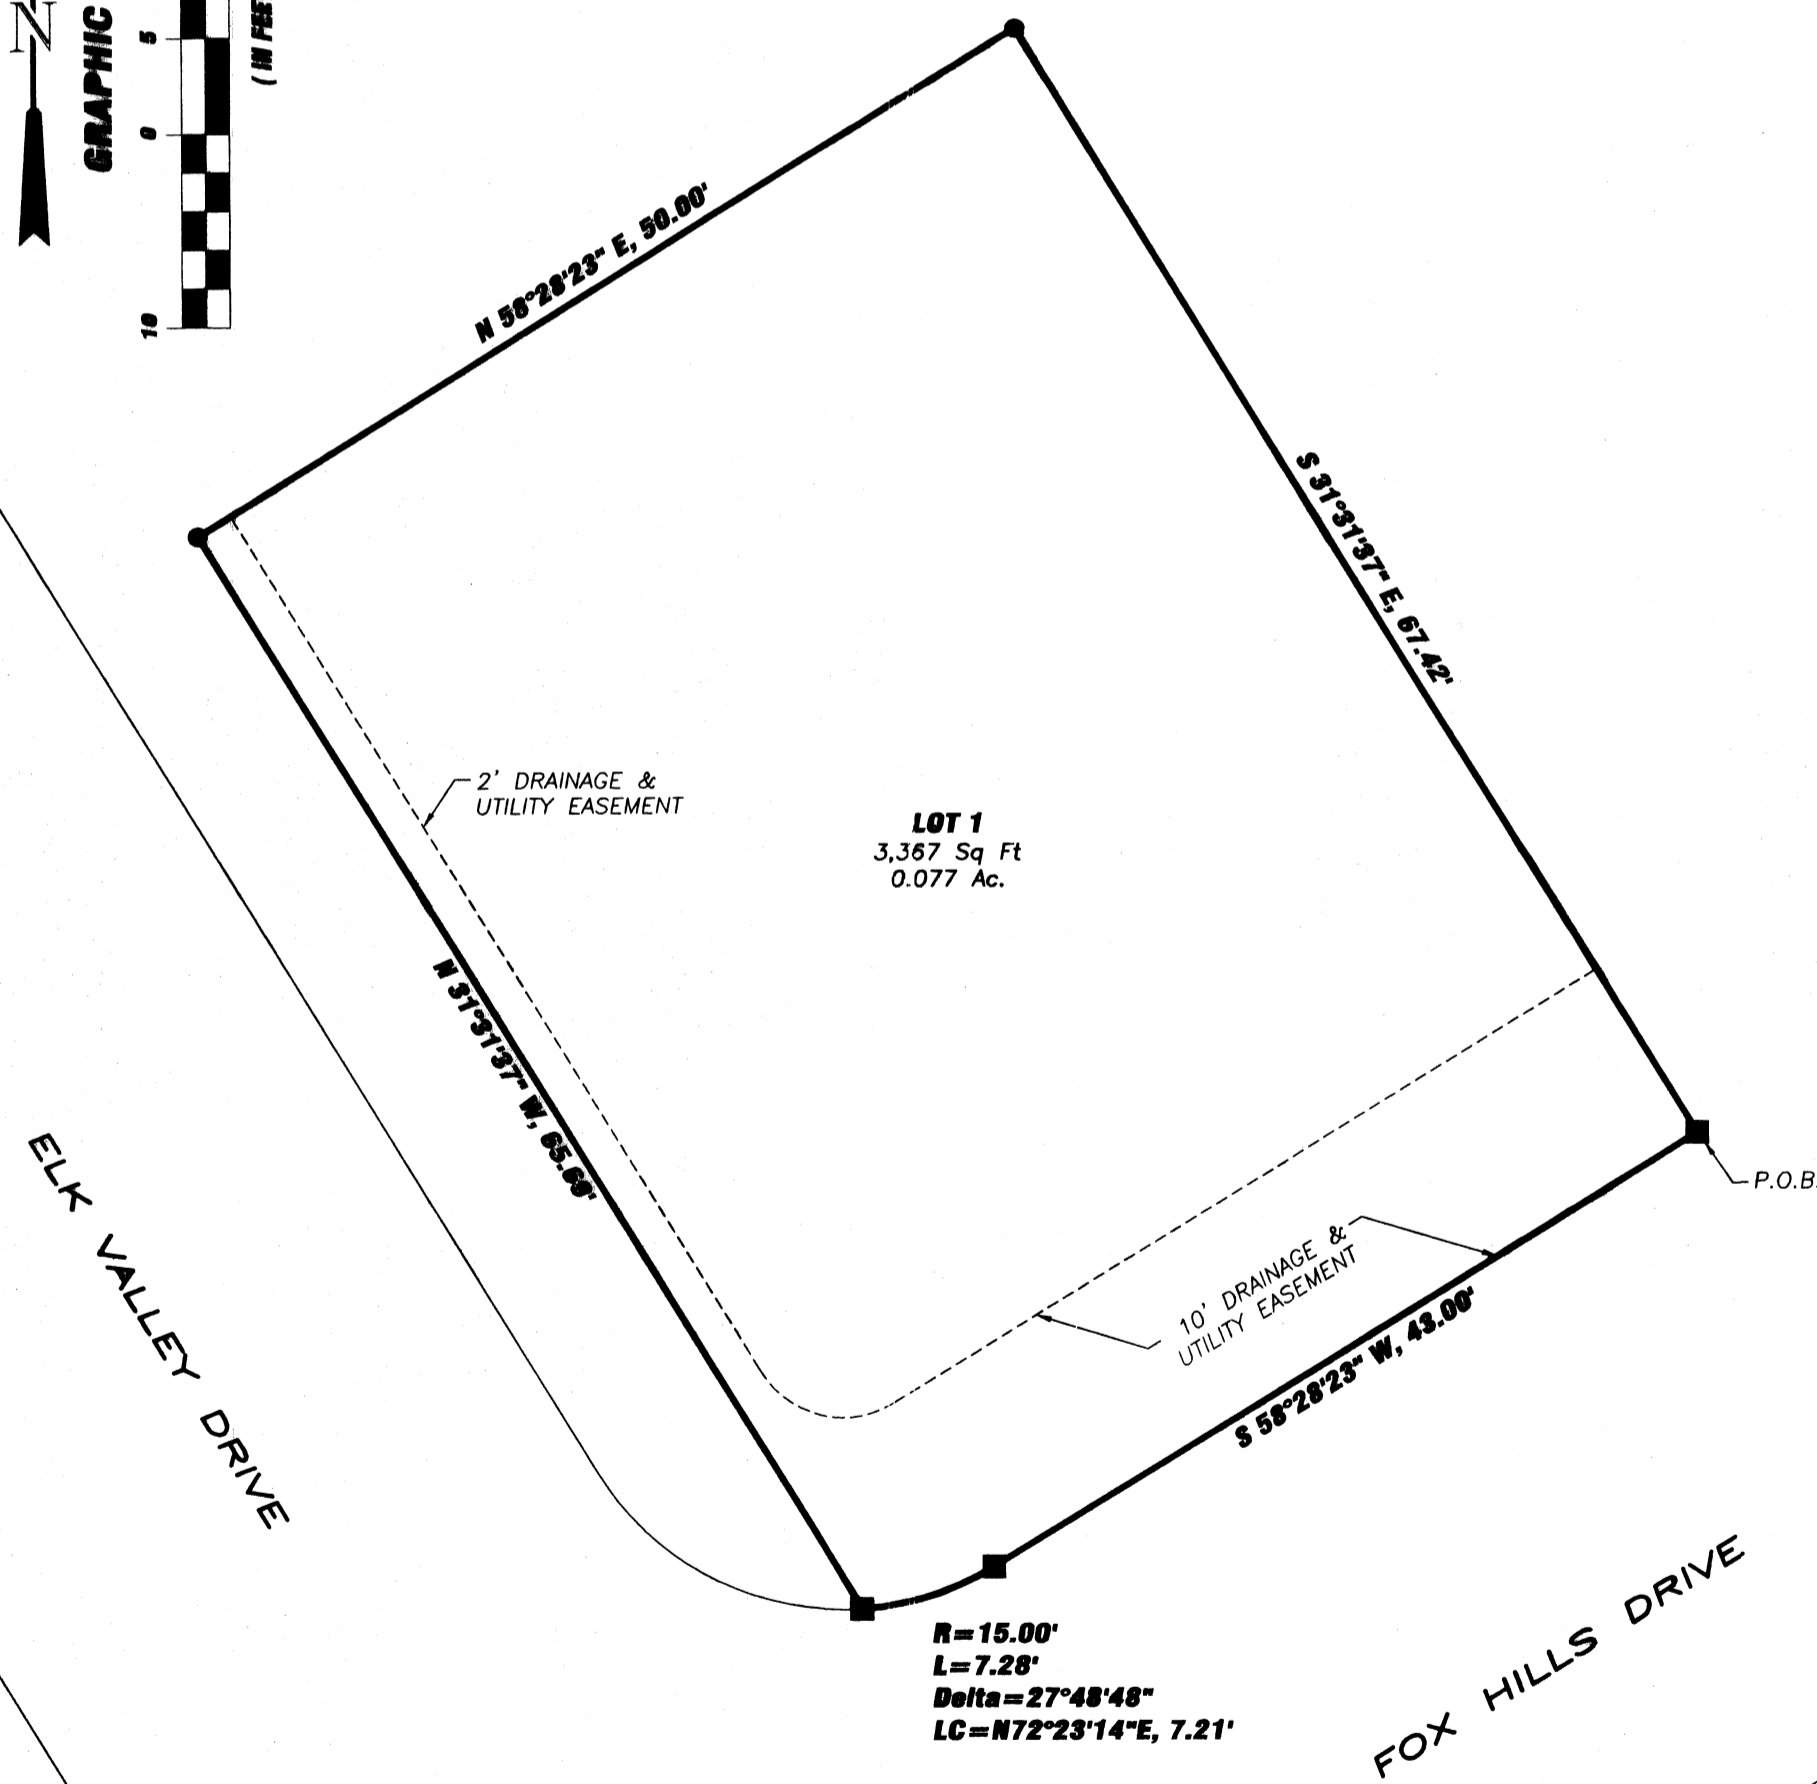 N
GRAPHIC
5
0
10
( IN FEE
N 58°28'23" E, 50.00'
S 31°31'37" E, 67.42'
2' DRAINAGE &
UTILITY EASEMENT
LOT 1
3,367 Sq Ft
0.077 Ac.
N 31°31'37" W, 65.69'
ELK VALLEY DRIVE
P.O.B.
10' DRAINAGE &
UTILITY EASEMENT
S 58°28'23" W, 43.00'
R=15.00'
L=7.28'
Delta=27°48'48"
LC=N72°23'14"E, 7.21'
FOX HILLS DRIVE